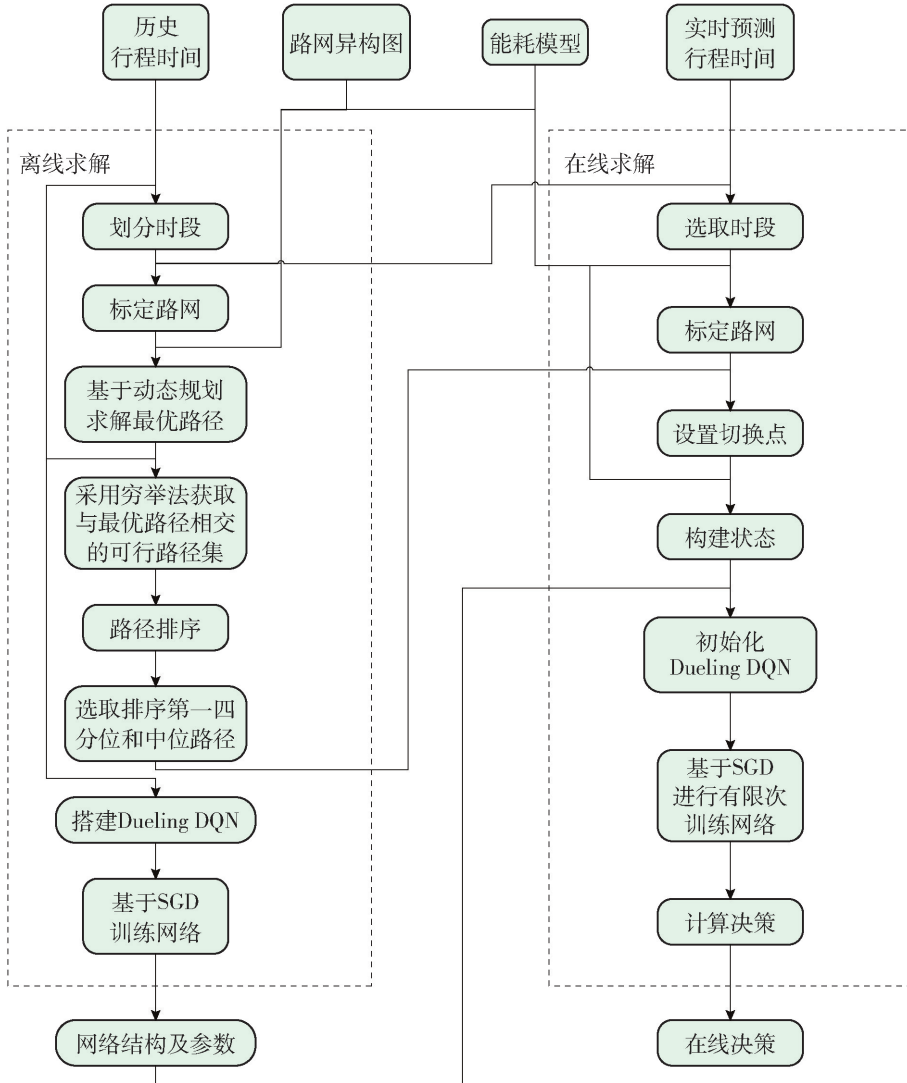 历史
行程时间
路网异构图
能耗模型
实时预测
行程时间
离线求解
划分时段
标定路网
基于动态规划
求解最优路径
采用穷举法获取
与最优路径相交
的可行路径集
路径排序
选取排序第一四
分位和中位路径
搭建Dueling DQN
基于SGD
训练网络
网络结构及参数
在线求解
选取时段
标定路网
设置切换点
构建状态
初始化
Dueling DQN
基于SGD
进行有限次
训练网络
计算决策
在线决策